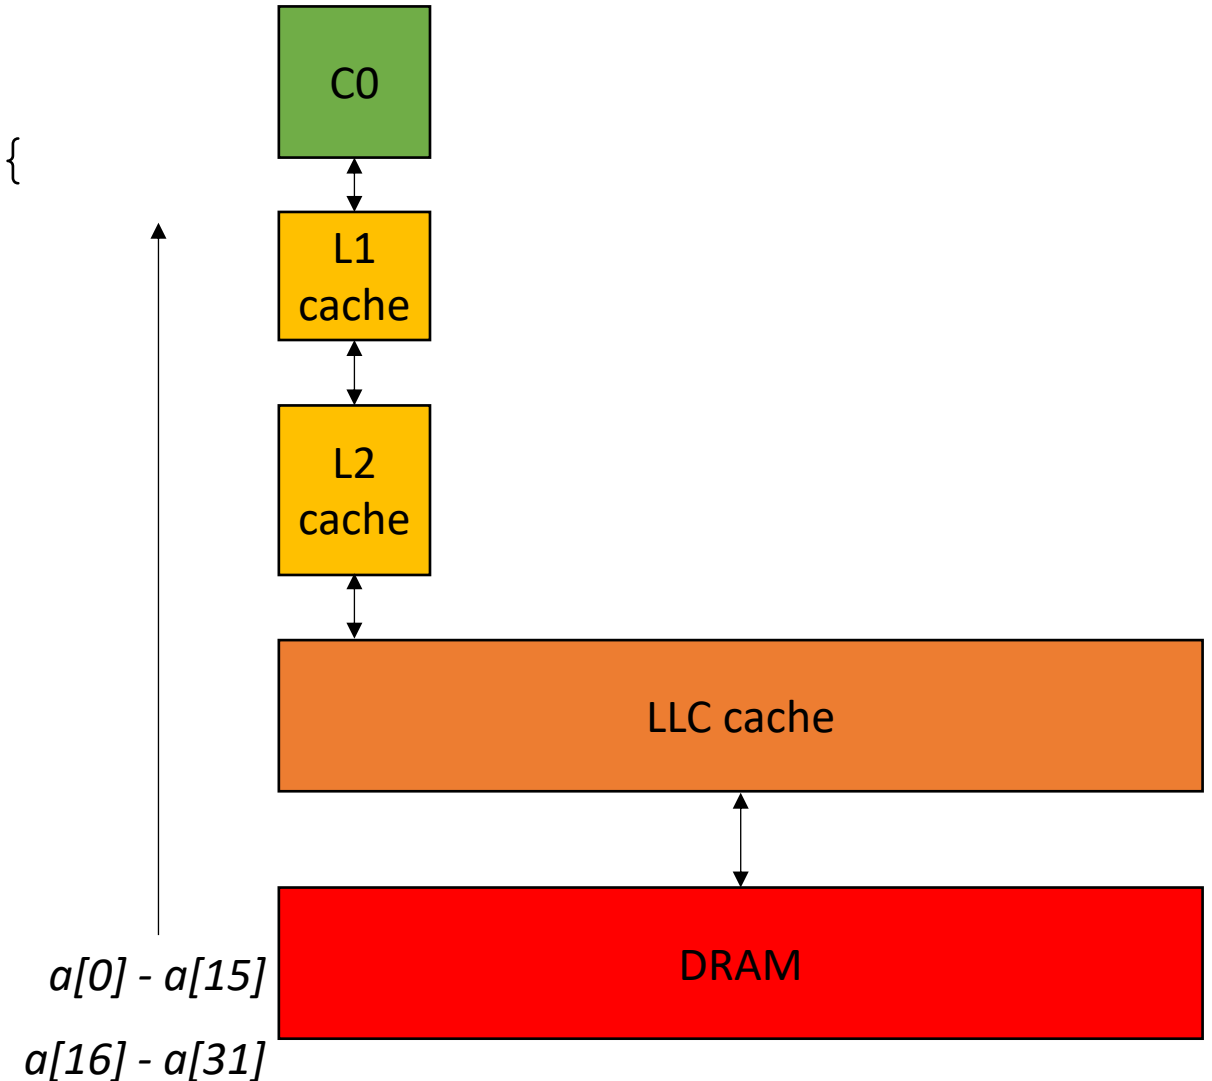 C0
{
L1
cache
L2
cache
LLC cache
DRAM
a[0] - a[15]
a[16] - a[31]